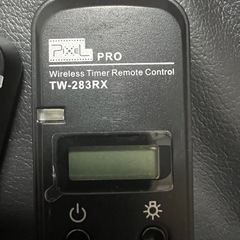 PIXEL PRO
Wireless Timer Remote Control
TW-283RX